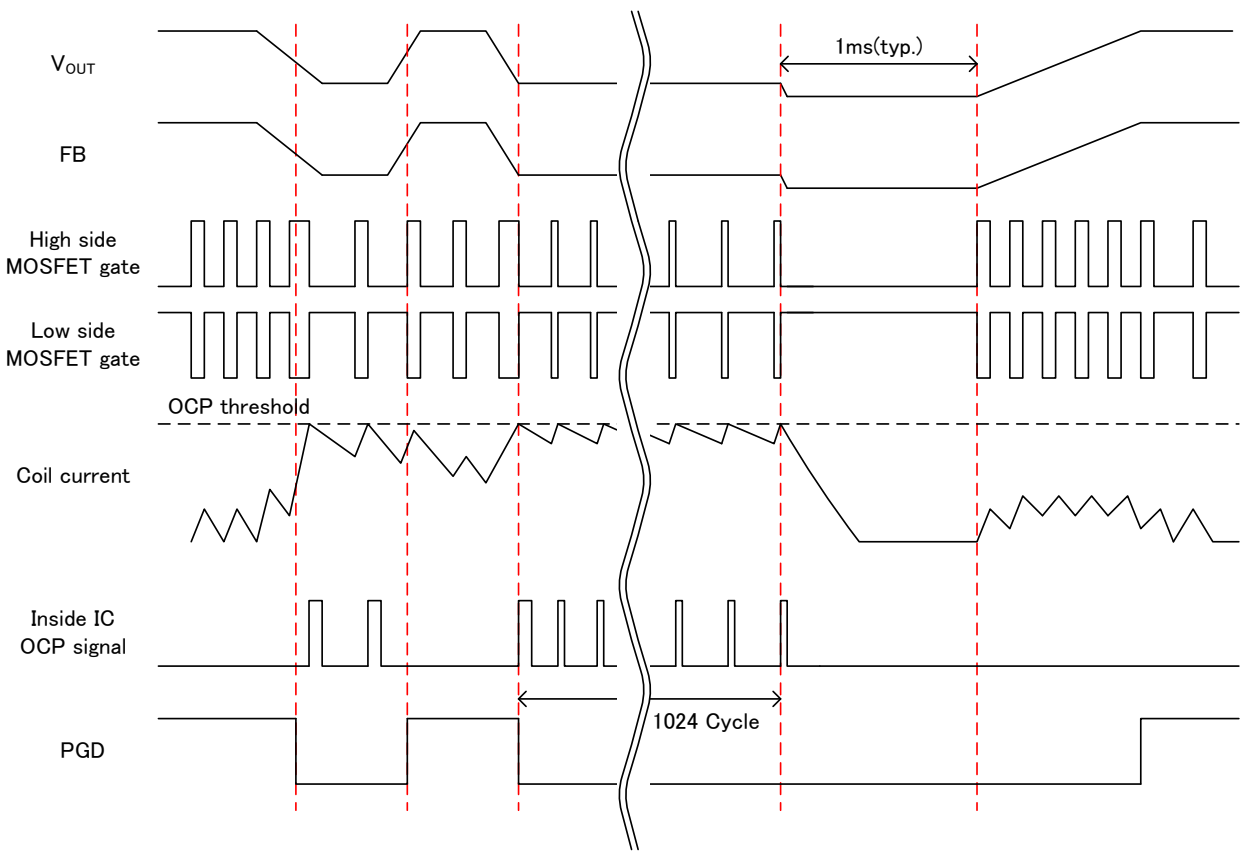 V_OUT
1ms(typ.)
FB
High side
MOSFET gate
Low side
MOSFET gate
OCP threshold
Coil current
Inside IC
OCP signal
1024 Cycle
PGD